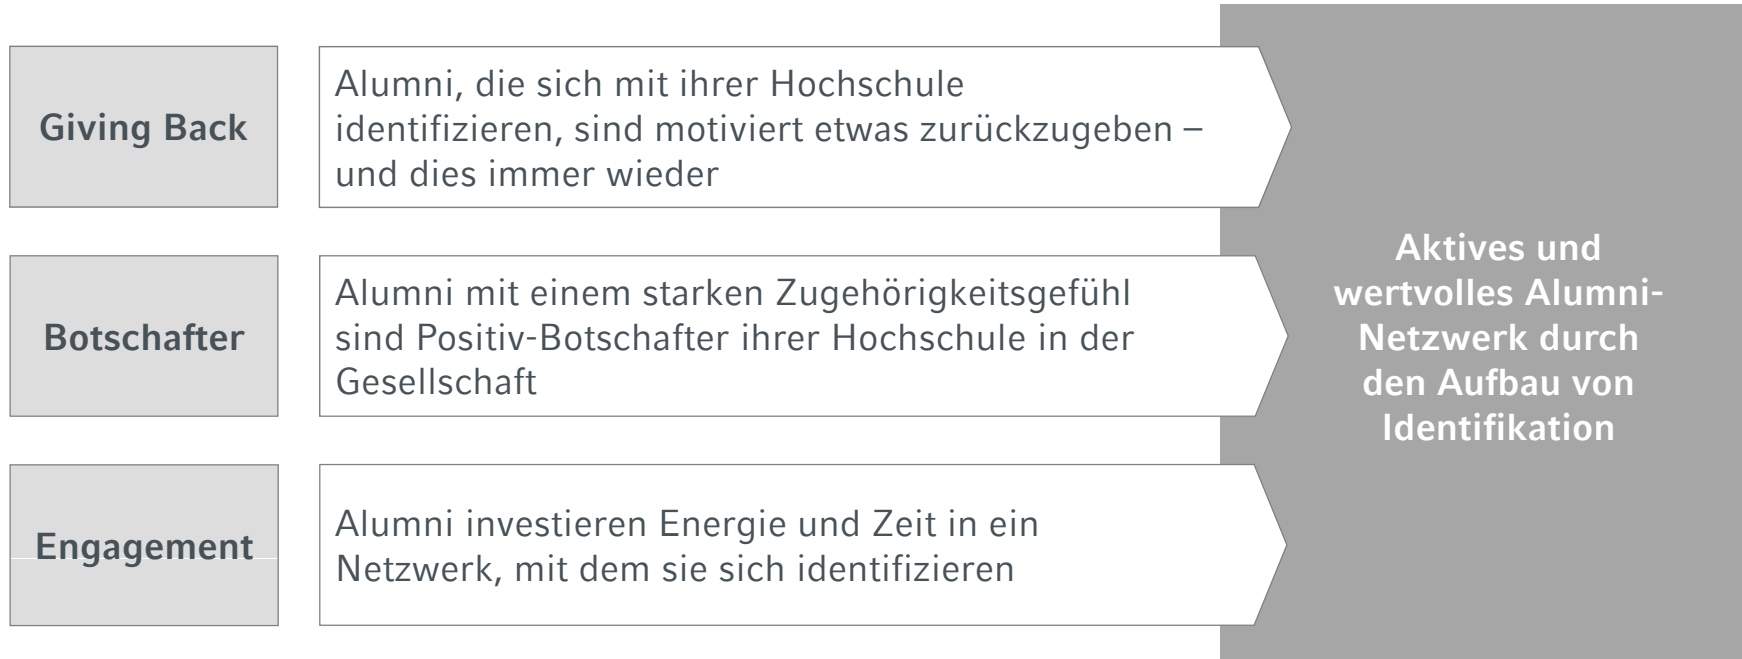 Giving Back
Alumni, die sich mit ihrer Hochschule
identifizieren, sind motiviert etwas zurückzugeben –
und dies immer wieder
Botschafter
Alumni mit einem starken Zugehörigkeitsgefühl
sind Positiv-Botschafter ihrer Hochschule in der
Gesellschaft
Engagement
Alumni investieren Energie und Zeit in ein
Netzwerk, mit dem sie sich identifizieren
Aktives und
wertvolles Alumni-
Netzwerk durch
den Aufbau von
Identifikation